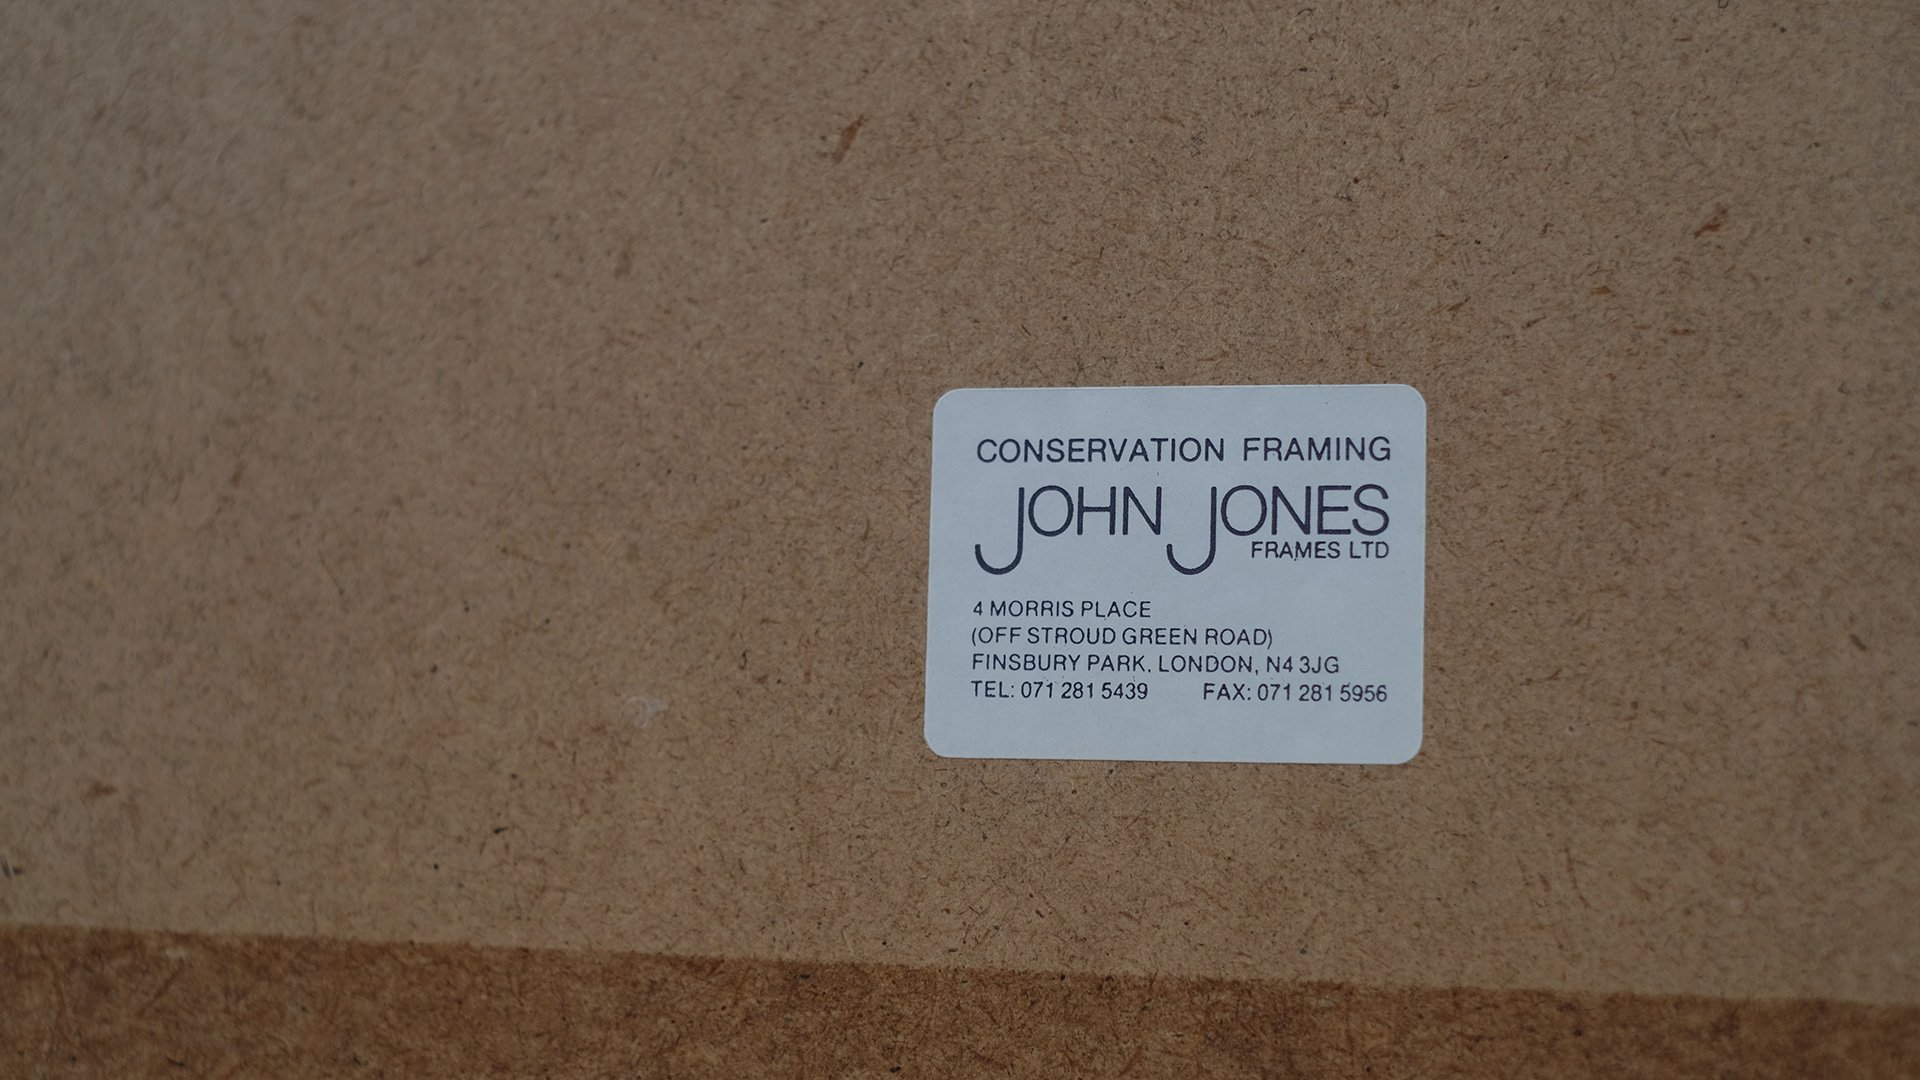 CONSERVATION FRAMING
JOHN JONES
FRAMES LTD
4 MORRIS PLACE
(OFF STROUD GREEN ROAD)
FINSBURY PARK, LONDON, N4 3JG
TEL: 071 281 5439 FAX: 071 281 5956